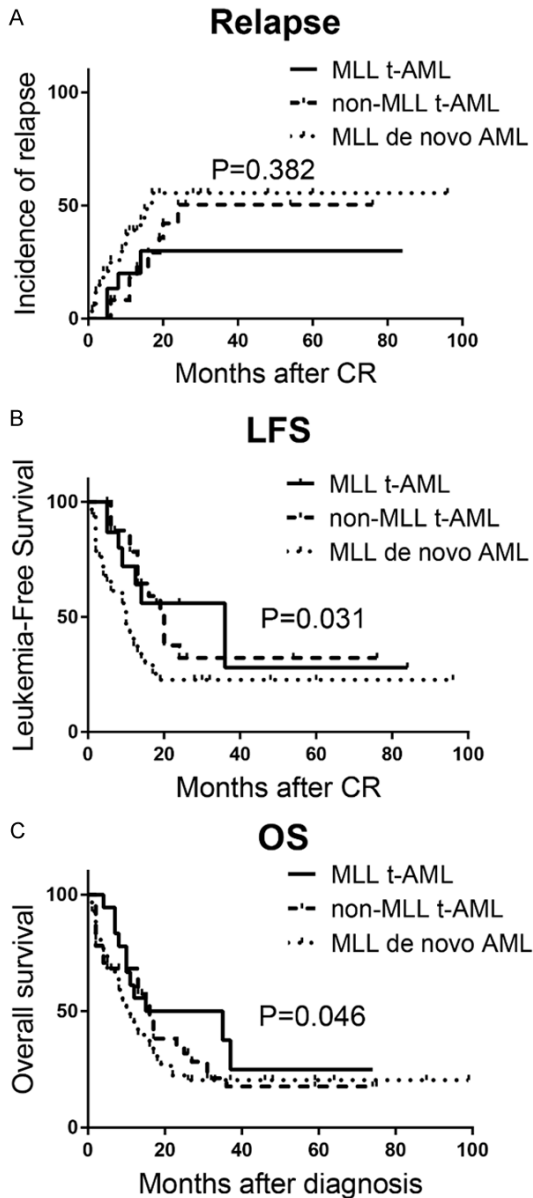 A
Relapse
MLL t-AML
non-MLL t-AML
MLL de novo AML
P=0.382
Incidence of relapse
100
50
0
0 20 40 60 80 100
Months after CR
B
LFS
MLL t-AML
non-MLL t-AML
MLL de novo AML
P=0.031
Leukemia-Free Survival
100
50
0
0 20 40 60 80 100
Months after CR
C
OS
MLL t-AML
non-MLL t-AML
MLL de novo AML
P=0.046
Overall survival
100
50
0
0 20 40 60 80 100
Months after diagnosis